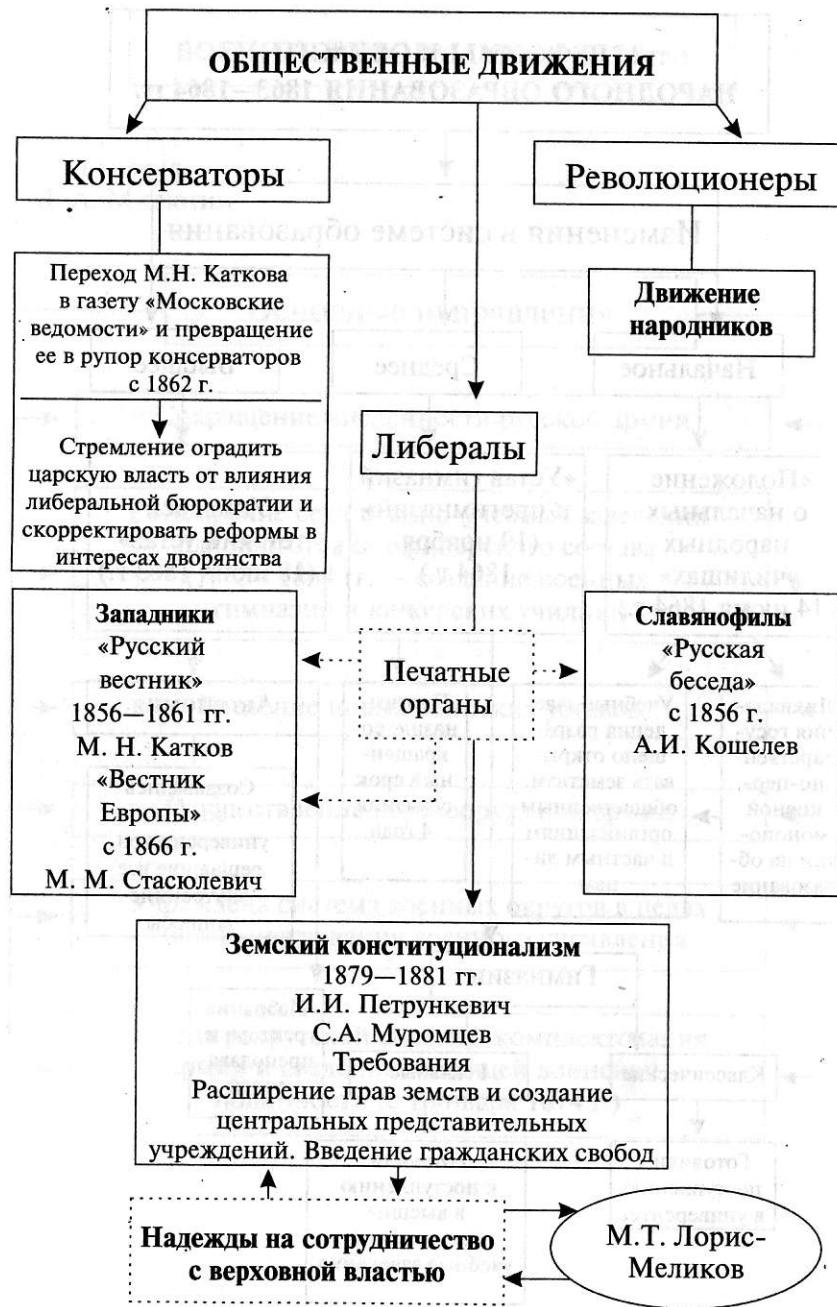 ОБЩЕСТВЕННЫЕ ДВИЖЕНИЯ
Консерваторы
Революционеры
Переход М.Н. Каткова
в газету «Московские
ведомости» и превращение
ее в рупор консерваторов
с 1862 г.
Движение
народников
Либералы
Стремление оградить
царскую власть от влияния
либеральной бюрократии и
скорректировать реформы в
интересах дворянства
Западники
«Русский
вестник»
1856—1861 гг.
М. Н. Катков
«Вестник
Европы»
с 1866 г.
М. М. Стасюлевич
Печатные
органы
Славянофилы
«Русская
беседа»
с 1856 г.
А.И. Кошелев
Земский конституционализм
1879—1881 гг.
И.И. Петрункевич
С.А. Муромцев
Требования
Расширение прав земств и создание
центральных представительных
учреждений. Введение гражданских свобод
Надежды на сотрудничество
с верховной властью
М.Т. Лорис-
Меликов